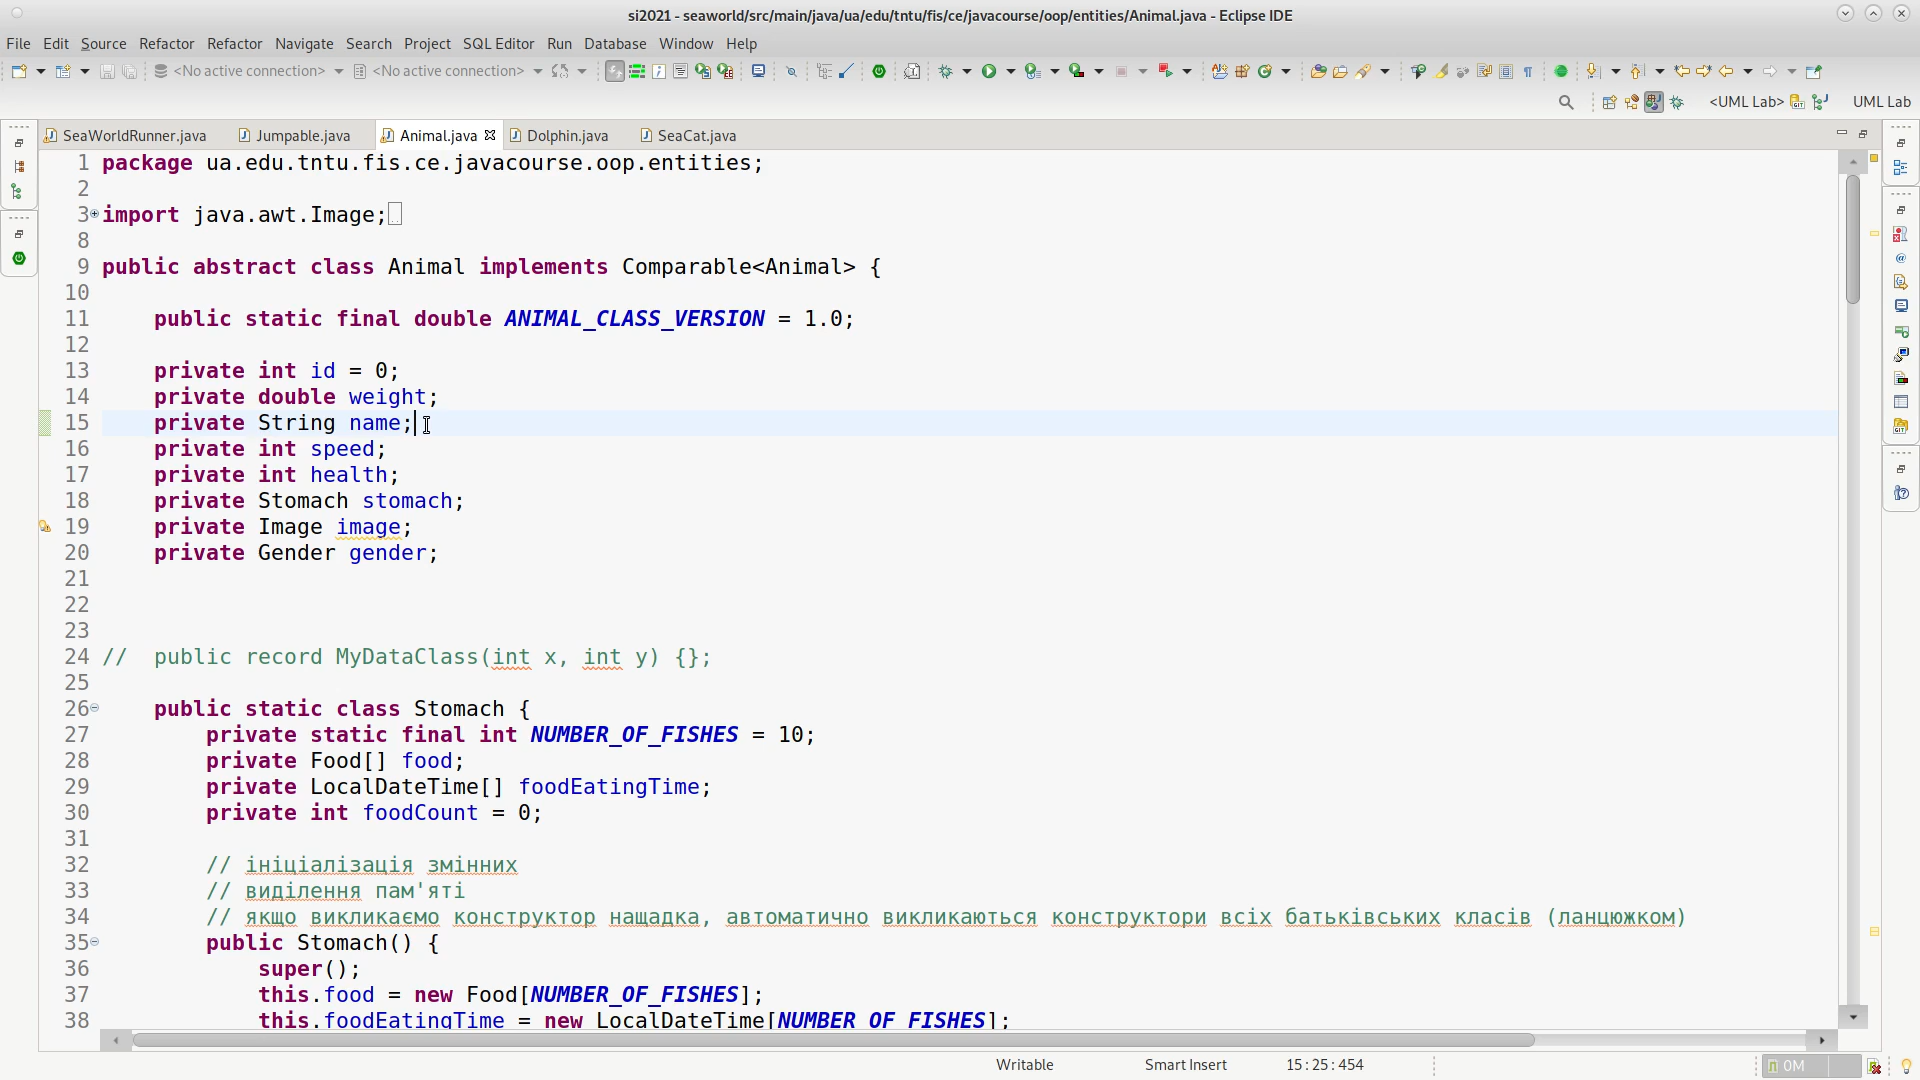 si2021 - seaworld/src/main/java/ua/edu/tntu/fis/ce/javacourse/oop/entities/Animal.java - Eclipse IDE
File Edit Source Refactor Refactor Navigate Search Project SQL Editor Run Database Window Help
<No active connection> <No active connection>
<UML Lab> UML Lab
SeaWorldRunner.java Jumpable.java Animal.java Dolphin.java SeaCat.java
1 package ua.edu.tntu.fis.ce.javacourse.oop.entities;
2
3 import java.awt.Image;
8
9 public abstract class Animal implements Comparable<Animal> {
10
11 public static final double ANIMAL_CLASS_VERSION = 1.0;
12
13 private int id = 0;
14 private double weight;
15 private String name;
16 private int speed;
17 private int health;
18 private Stomach stomach;
19 private Image image;
20 private Gender gender;
21
22
23
24 // public record MyDataClass(int x, int y) {};
25
26 public static class Stomach {
27 private static final int NUMBER_OF_FISHES = 10;
28 private Food[] food;
29 private LocalDateTime[] foodEatingTime;
30 private int foodCount = 0;
31
32 // ініціалізація змінних
33 // виділення пам'яті
34 // якщо викликаємо конструктор нащадка, автоматично викликаються конструктори всіх батьківських класів (ланцюжком)
35 public Stomach() {
36 super();
37 this.food = new Food[NUMBER_OF_FISHES];
38 this.foodEatingTime = new LocalDateTime[NUMBER_OF_FISHES];
Writable Smart Insert 15:25:454 0M